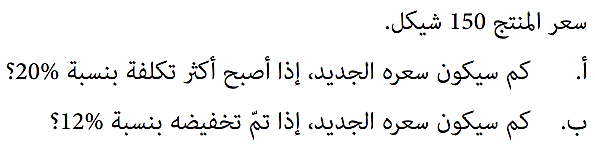 سعر المنتج 150 شيكل.
أ. كم سيكون سعره الجديد، إذا أصبح أكثر تكلفة بنسبة 20%؟
ب. كم سيكون سعره الجديد، إذا تمّ تخفيضه بنسبة 12%؟